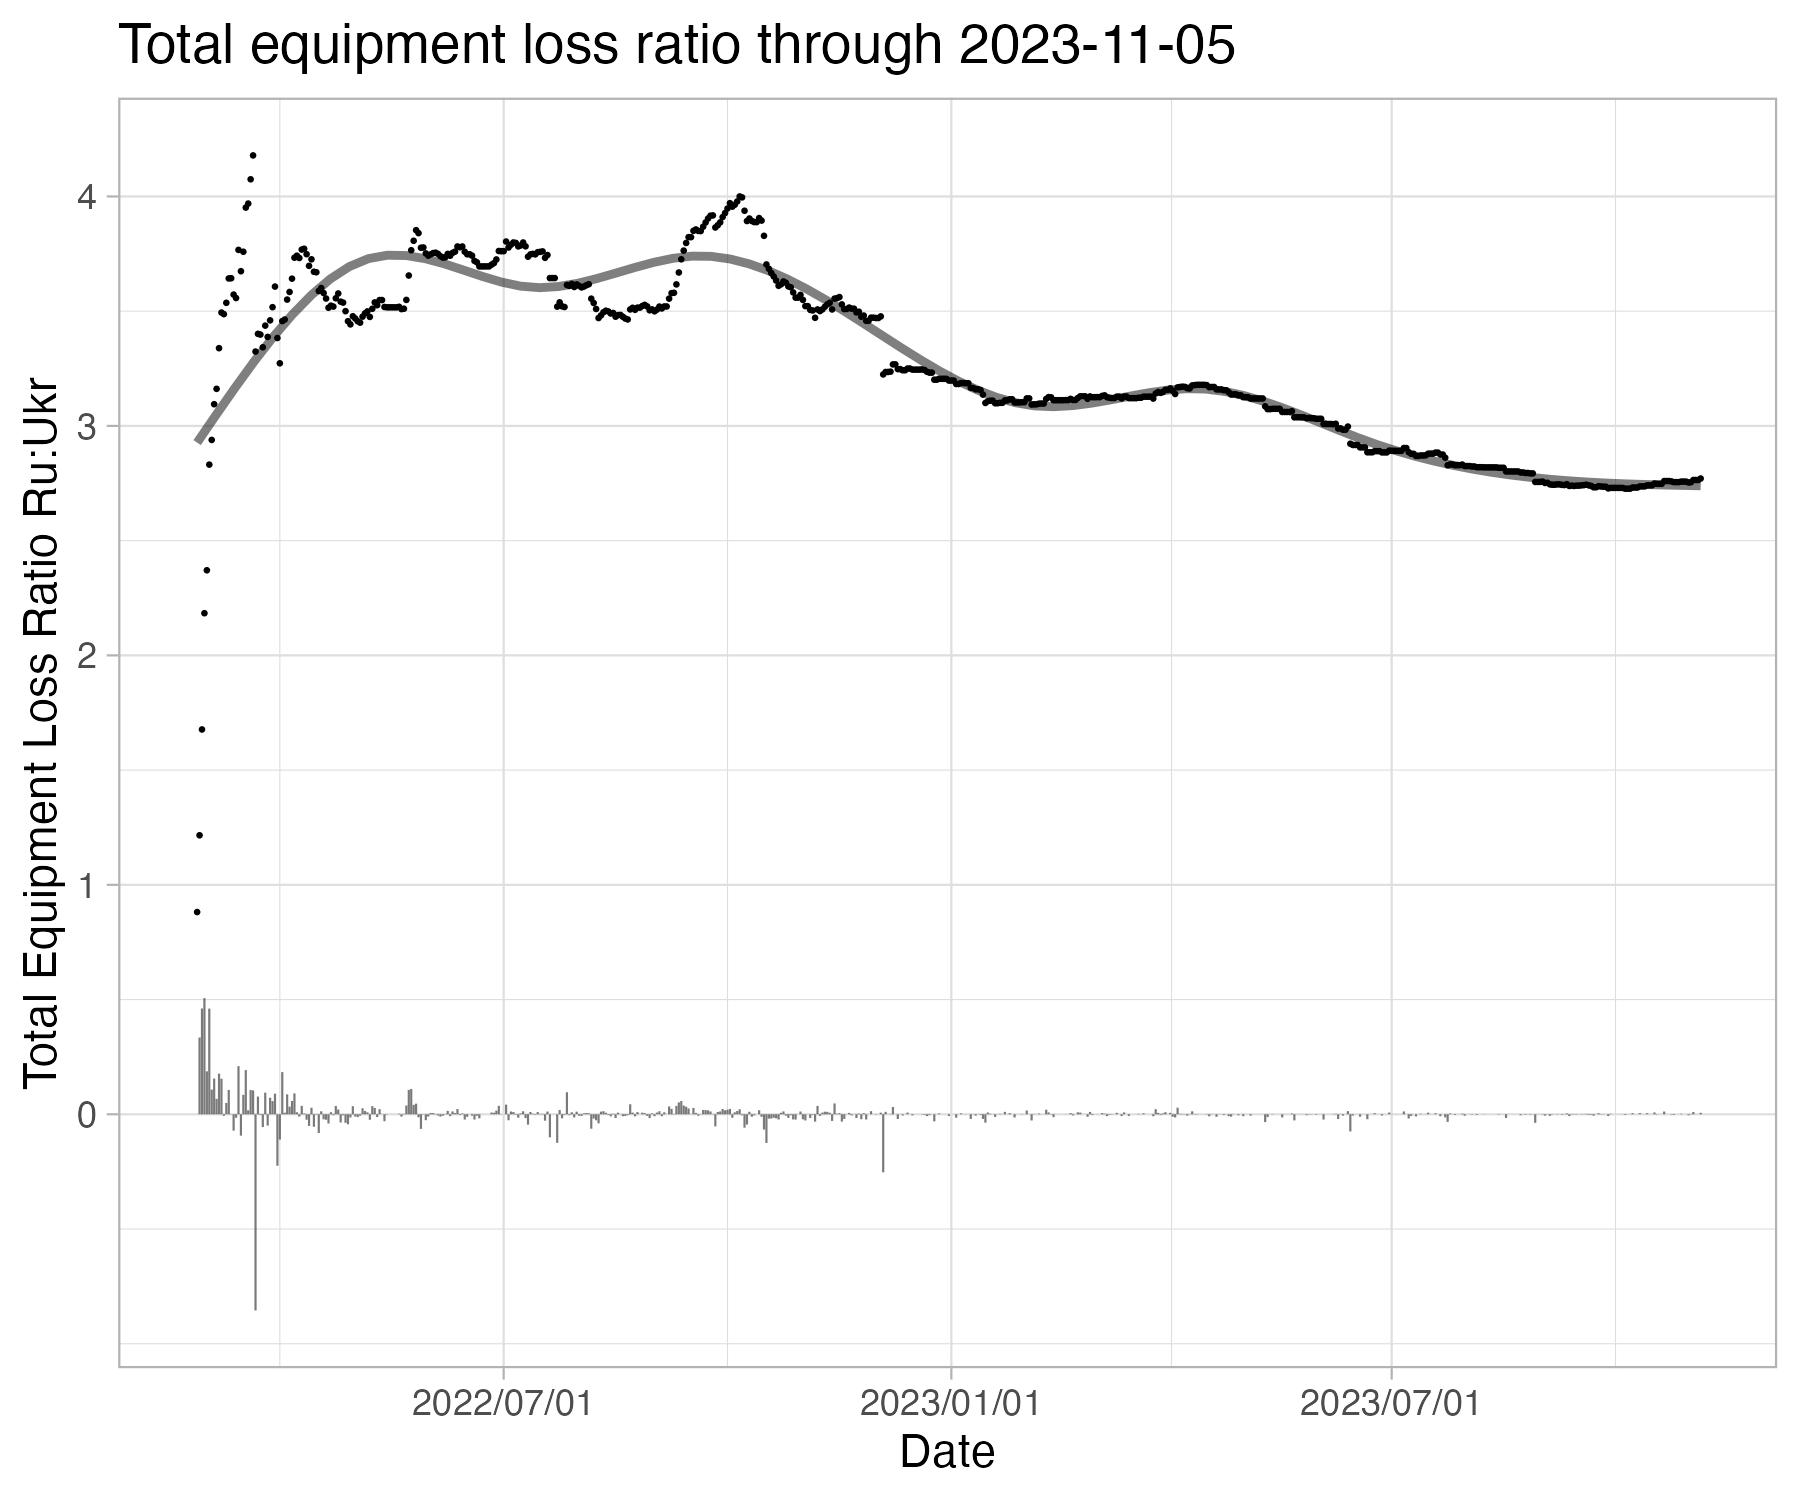 Total equipment loss ratio through 2023-11-05
Total Equipment Loss Ratio Ru:Ukr
4
3
2
1
0
2022/07/01
2023/01/01
2023/07/01
Date